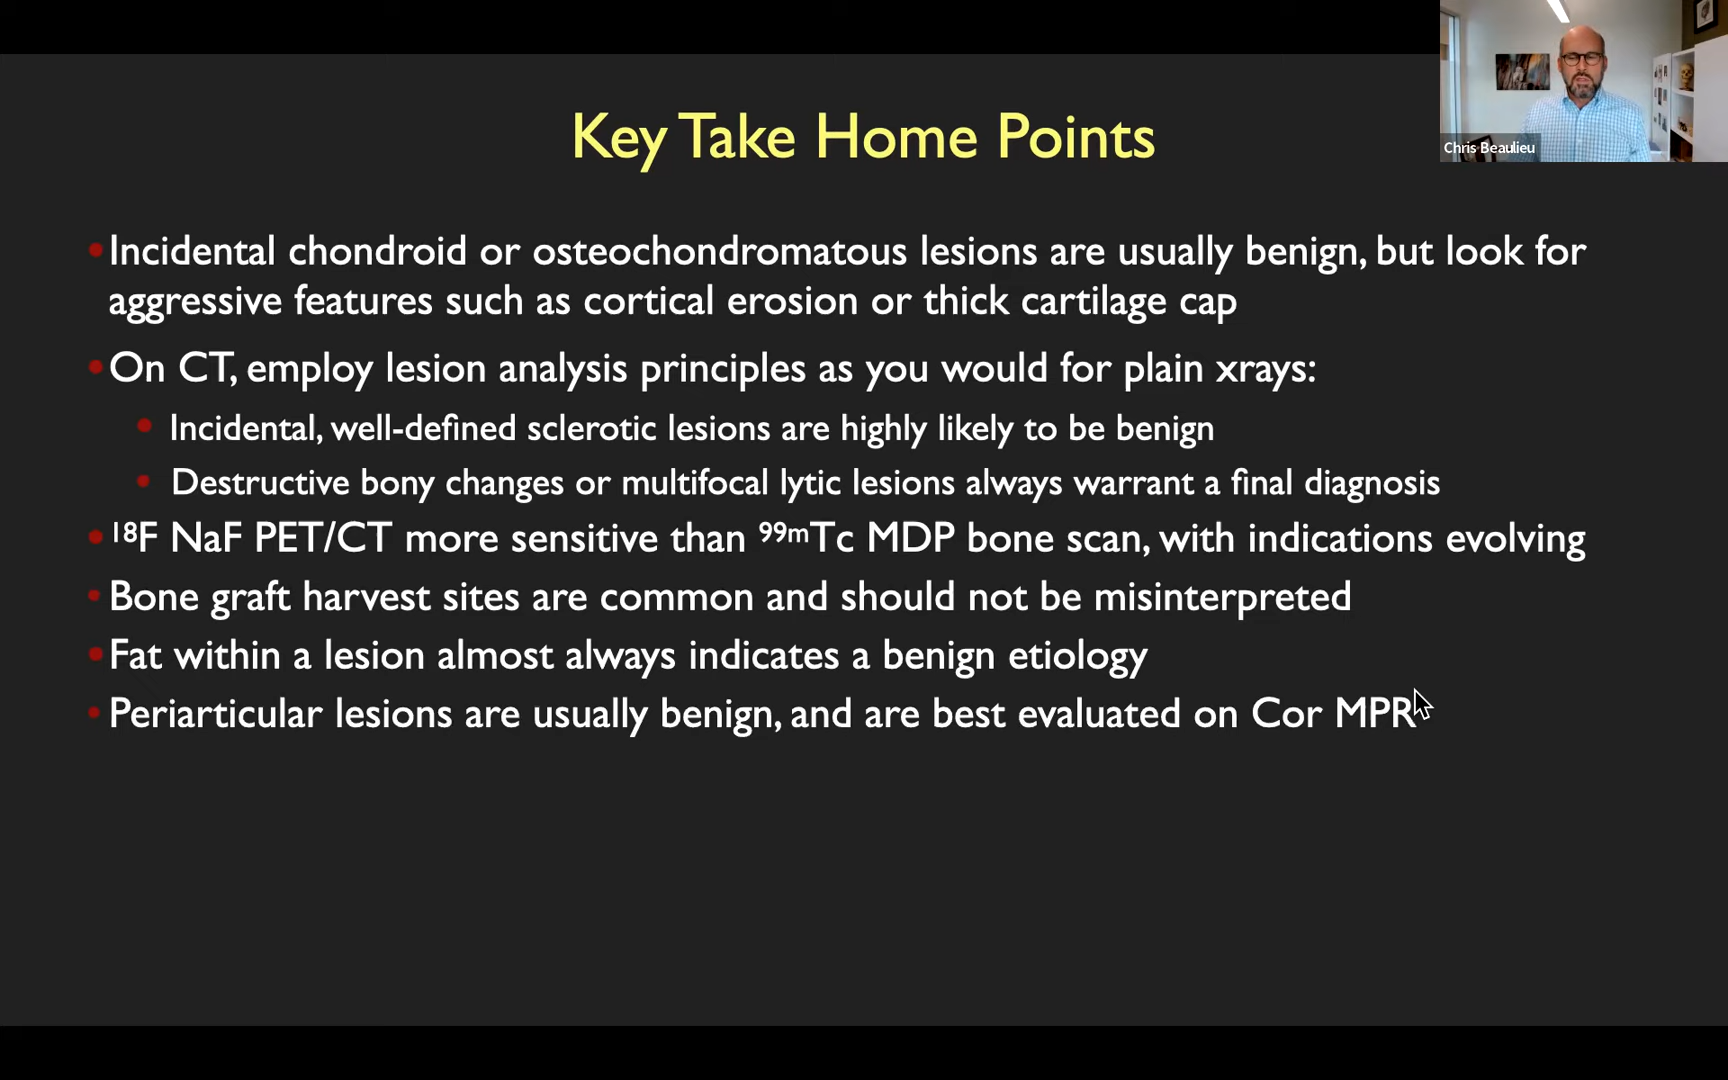 Key Take Home Points
Chris Beaulieu
•Incidental chondroid or osteochondromatous lesions are usually benign, but look for
aggressive features such as cortical erosion or thick cartilage cap
•On CT, employ lesion analysis principles as you would for plain xrays:
• Incidental, well-defined sclerotic lesions are highly likely to be benign
• Destructive bony changes or multifocal lytic lesions always warrant a final diagnosis
•¹⁸F NaF PET/CT more sensitive than ⁹⁹ᵐTc MDP bone scan, with indications evolving
•Bone graft harvest sites are common and should not be misinterpreted
•Fat within a lesion almost always indicates a benign etiology
•Periarticular lesions are usually benign, and are best evaluated on Cor MPR